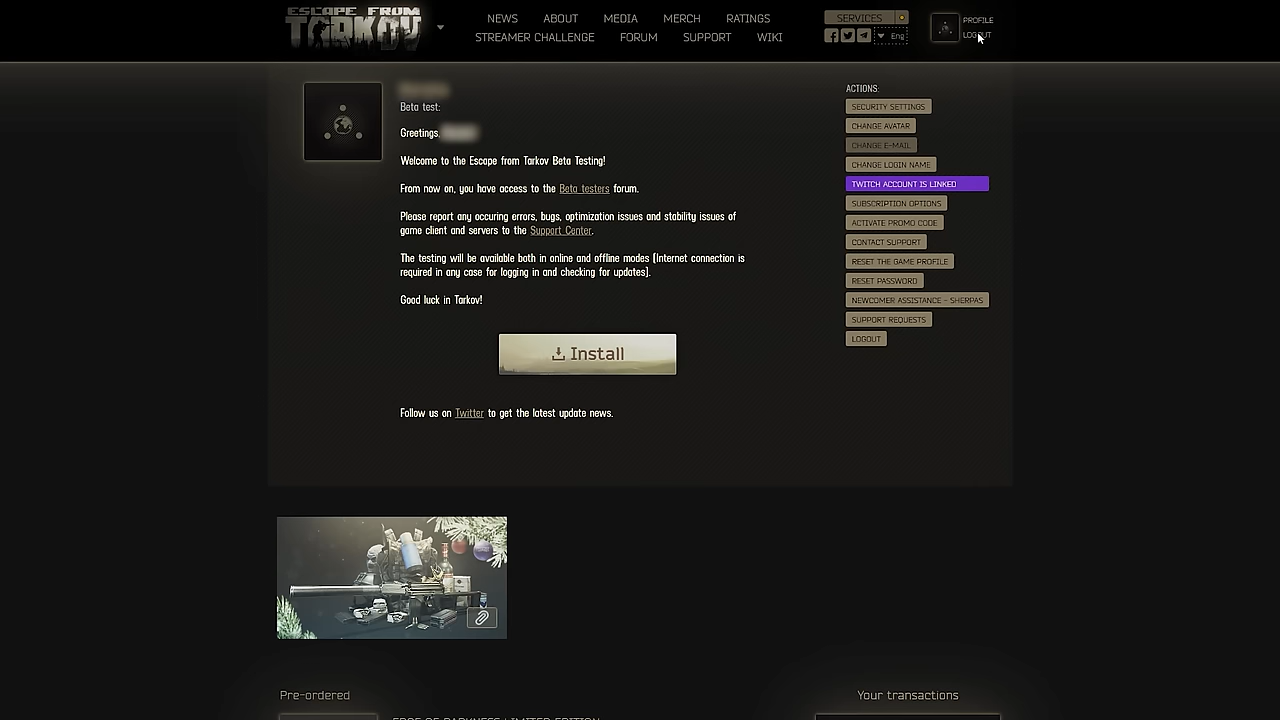 ESCAPE FROM
TARKOV
NEWS ABOUT MEDIA MERCH RATINGS
STREAMER CHALLENGE FORUM SUPPORT WIKI
SERVICES
Eng
PROFILE
LOGOUT
Beta test:
Greetings,
Welcome to the Escape from Tarkov Beta Testing!
From now on, you have access to the Beta testers forum.
Please report any occuring errors, bugs, optimization issues and stability issues of
game client and servers to the Support Center.
The testing will be available both in online and offline modes (Internet connection is
required in any case for logging in and checking for updates).
Good luck in Tarkov!
Install
Follow us on Twitter to get the latest update news.
ACTIONS:
SECURITY SETTINGS
CHANGE AVATAR
CHANGE E-MAIL
CHANGE LOGIN NAME
TWITCH ACCOUNT IS LINKED
SUBSCRIPTION OPTIONS
ACTIVATE PROMO CODE
CONTACT SUPPORT
RESET THE GAME PROFILE
RESET PASSWORD
NEWCOMER ASSISTANCE - SHERPAS
SUPPORT REQUESTS
LOGOUT
Pre-ordered
Your transactions
EDGE OF DARKNESS LIMITED EDITION